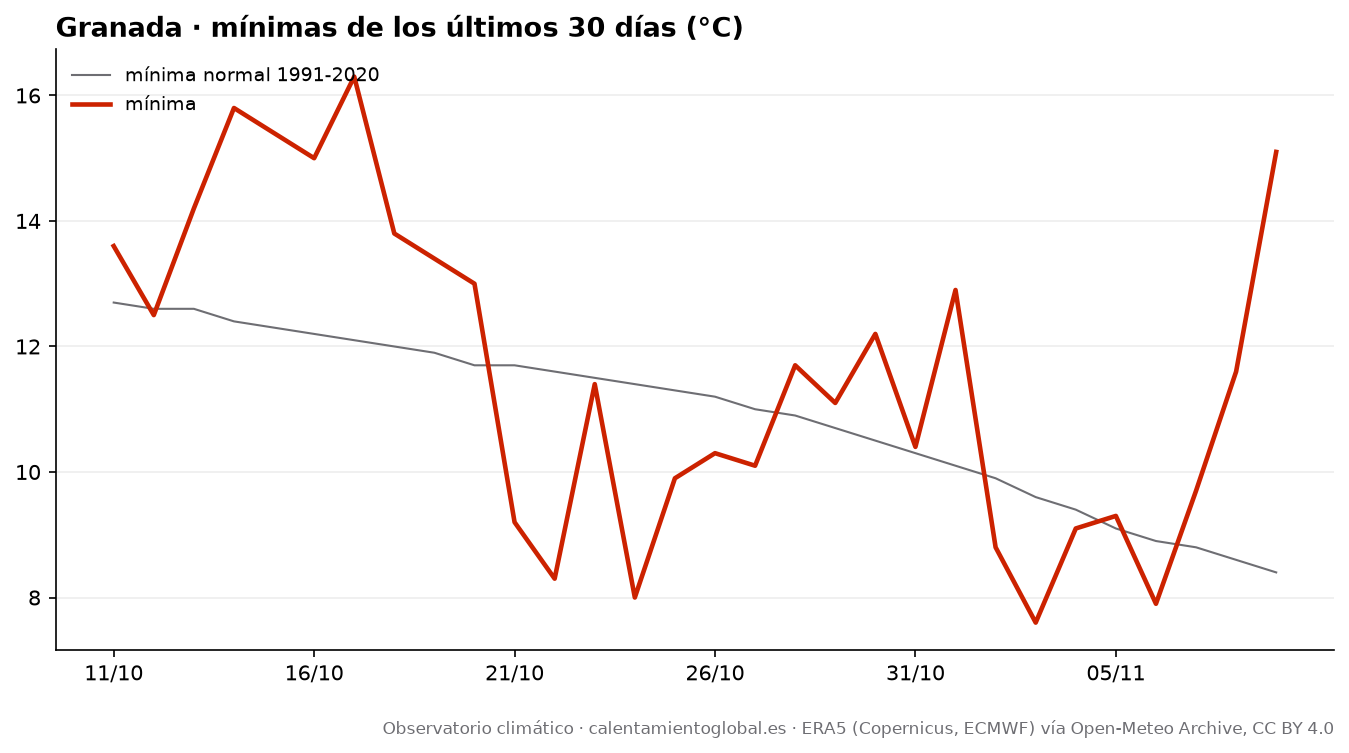 Granada · mínimas de los últimos 30 días (°C)
mínima normal 1991-2020
mínima
16
14
12
10
8
11/10 16/10 21/10 26/10 31/10 05/11
Observatorio climático · calentamientoglobal.es · ERA5 (Copernicus, ECMWF) vía Open-Meteo Archive, CC BY 4.0